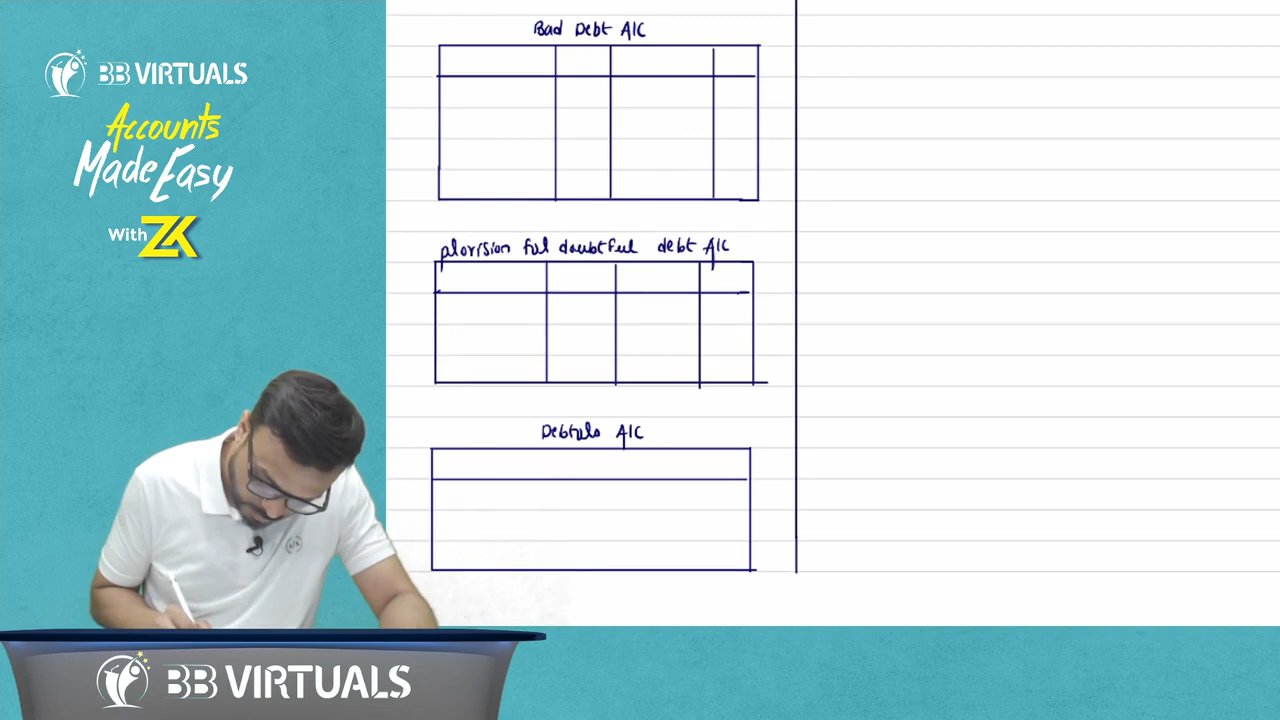 BB VIRTUALS
Accounts
Made Easy
With ZK
Bad Debt A/C
provision for doubtful debt A/C
Debtors A/C
BB VIRTUALS